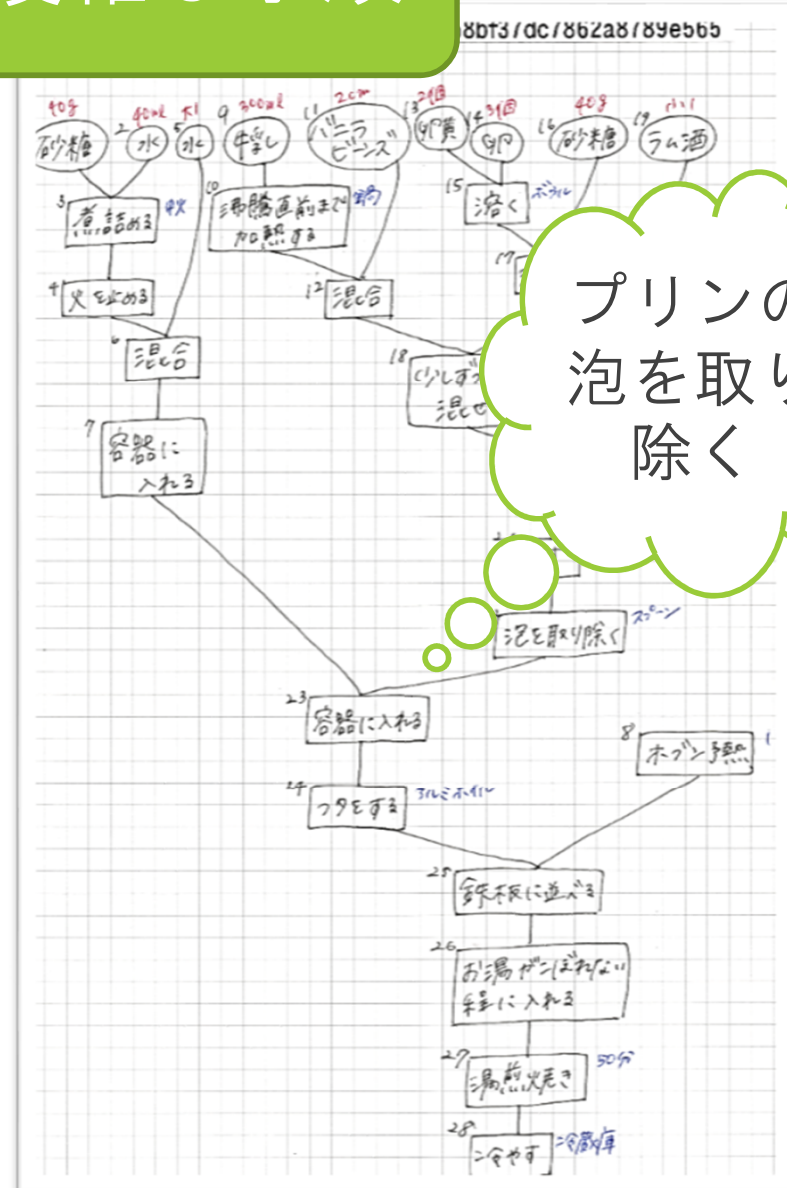 8bf37dc7862a8789e565
40g
40ml
大1
9 300ml
11 2cm
13 2個
14 3個
16 40g
19 小1
砂糖
2 水
5 水
牛乳
バニラ
ビーンズ
卵黄
卵
砂糖
ラム酒
3 煮詰める 中火
10 沸騰直前まで 鍋
加熱する
15 溶く ボウル
4 火を止める
12 混合
17
6 混合
18 少しずつ
混ぜ
プリンの
泡を取り
除く
7 容器に
入れる
泡を取り除く スプーン
23 容器に入れる
8 オーブン予熱
24 フタをする アルミホイル
25 鉄板に並べる
26 お湯がこぼれない
程に入れる
27 湯煎焼き 50分
28 冷やす 冷蔵庫